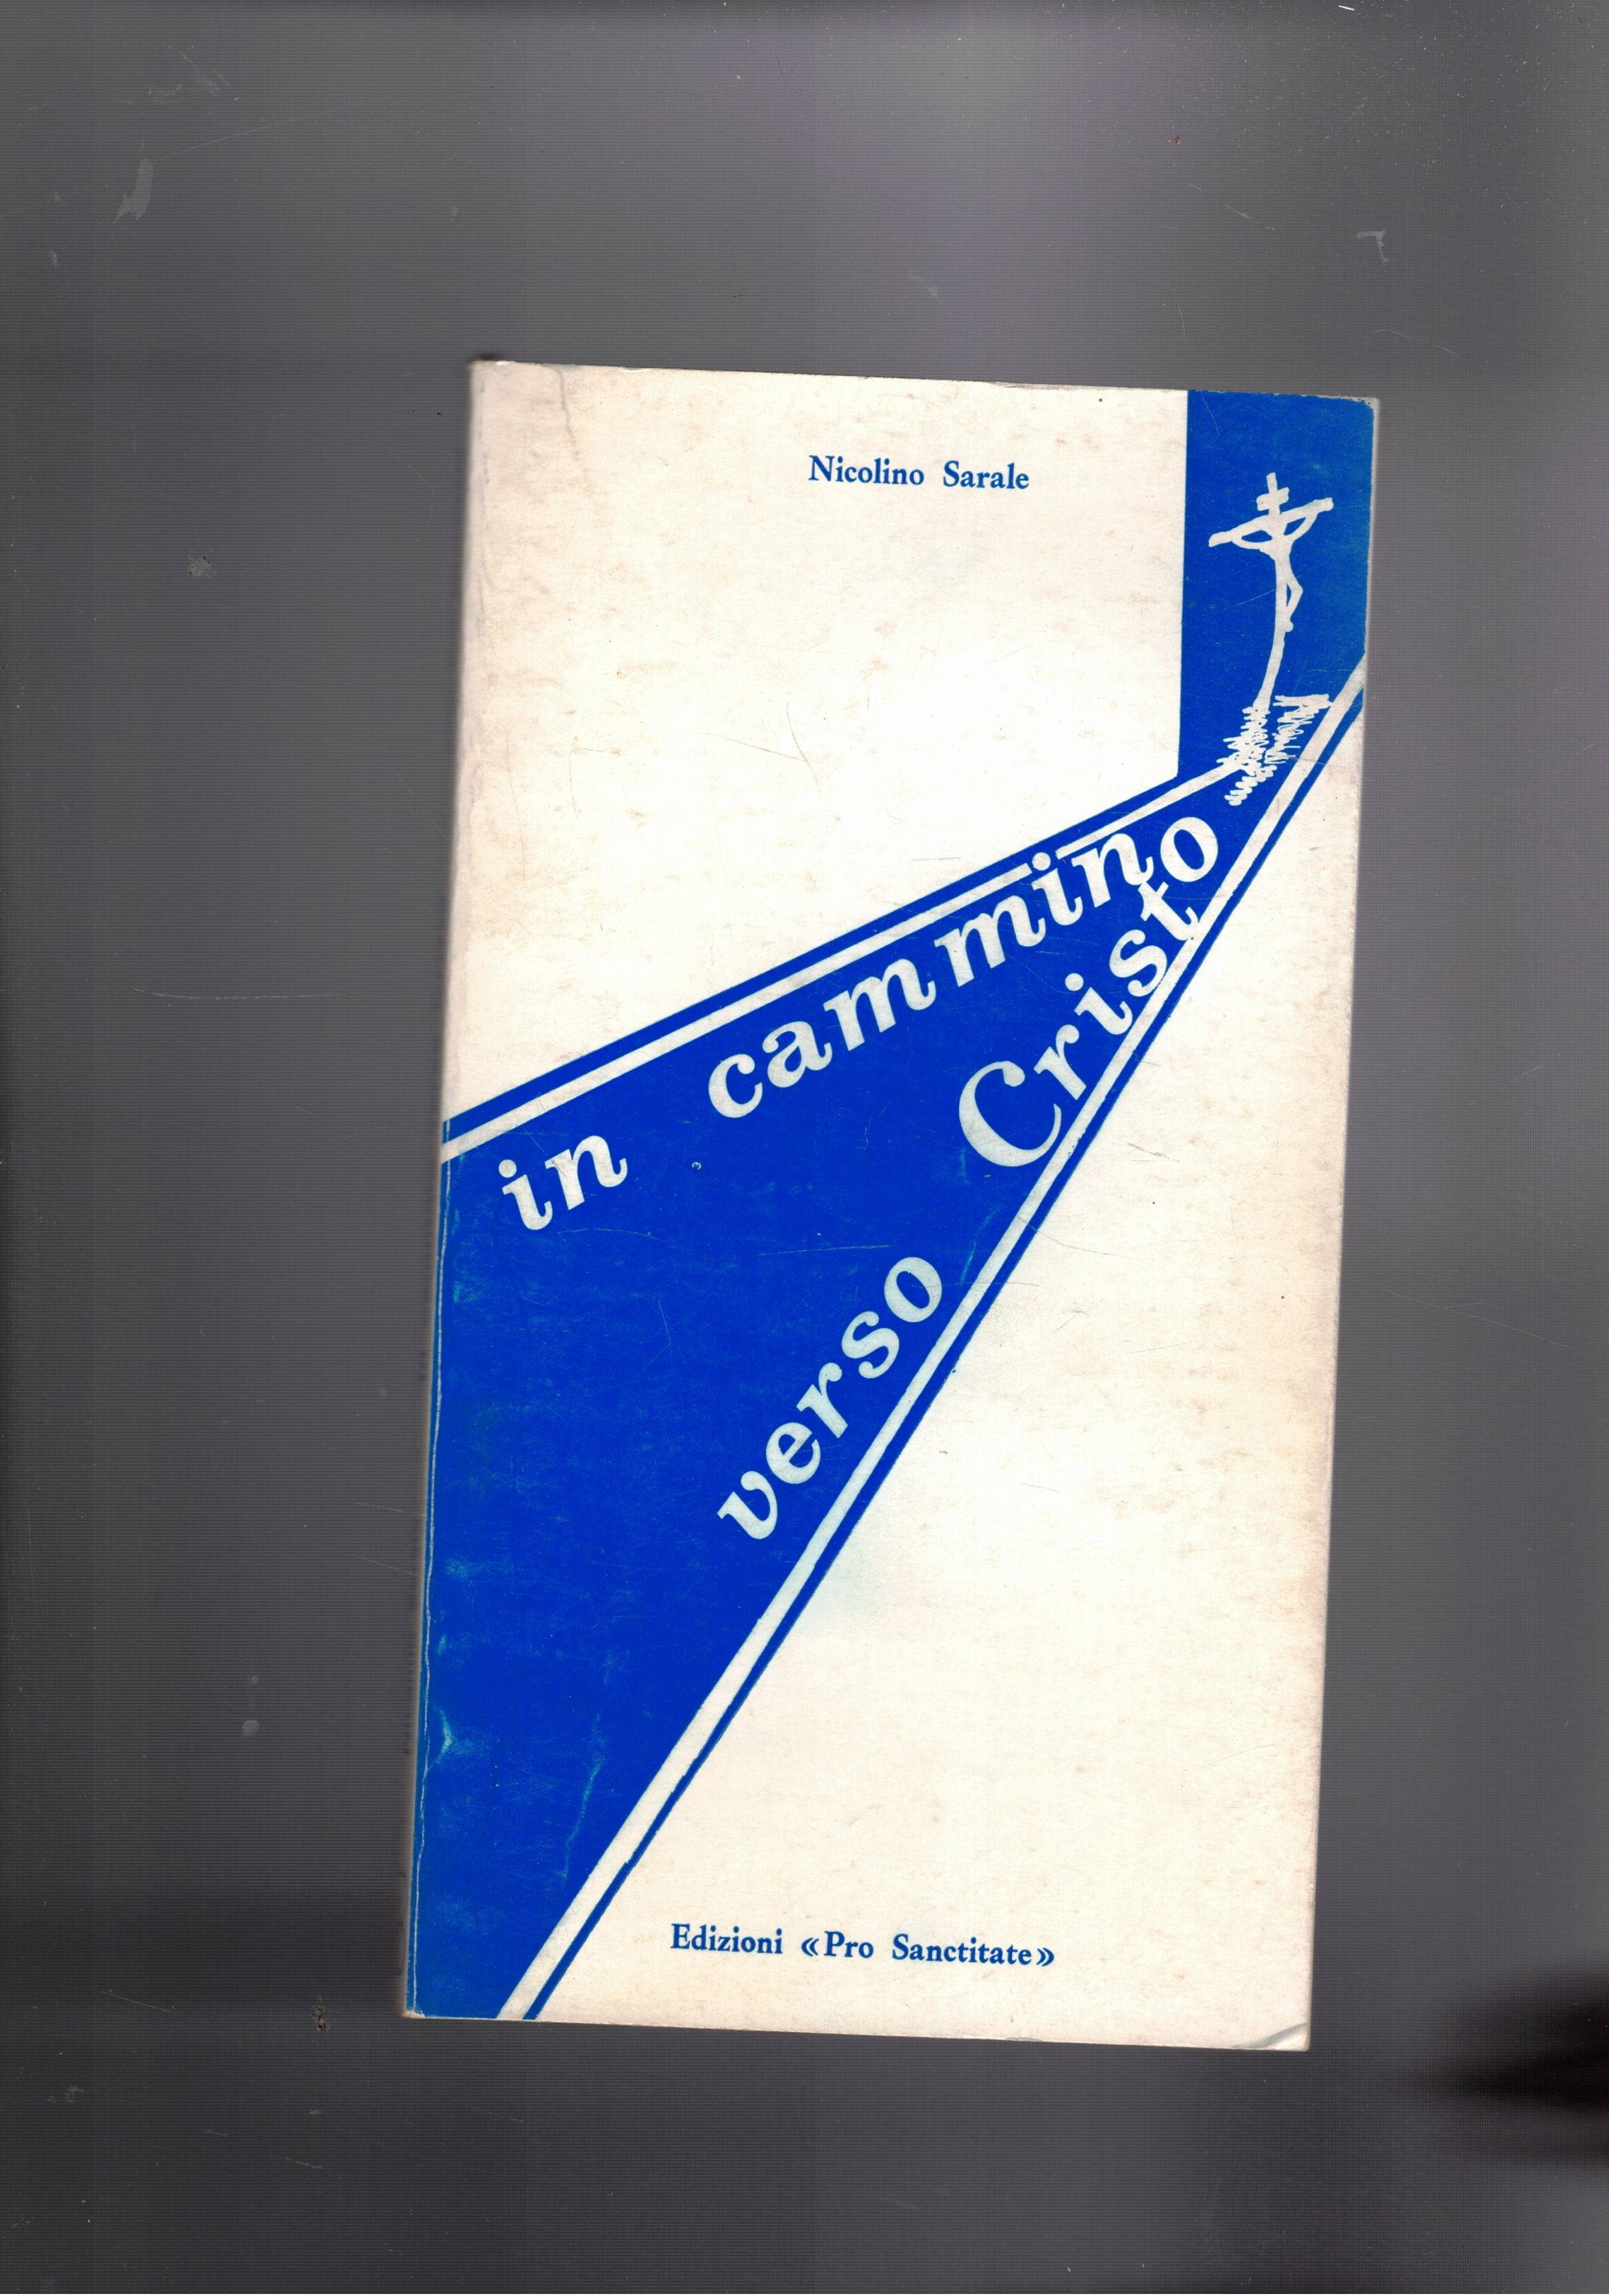 Nicolino Sarale
in cammino
verso Cristo
Edizioni «Pro Sanctitate»